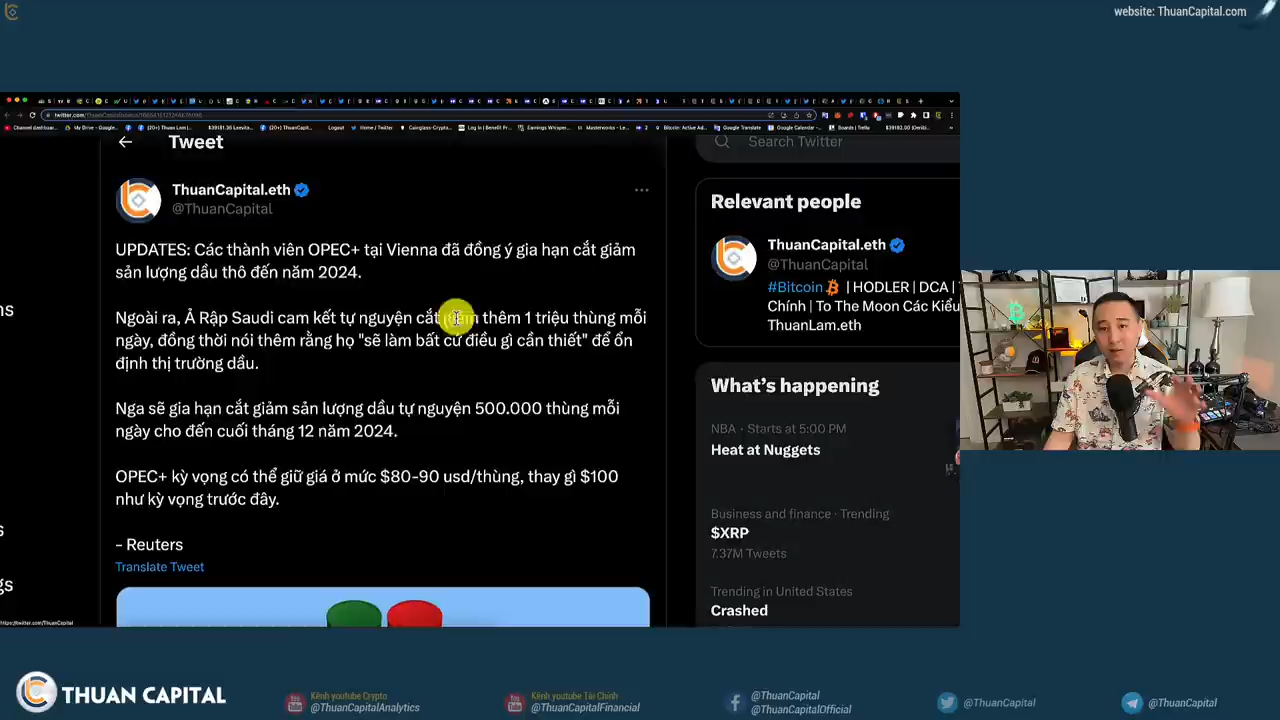 website: ThuanCapital.com
Tweet
Search Twitter
ThuanCapital.eth
@ThuanCapital
UPDATES: Các thành viên OPEC+ tại Vienna đã đồng ý gia hạn cắt giảm
sản lượng dầu thô đến năm 2024.
Ngoài ra, Ả Rập Saudi cam kết tự nguyện cắt giảm thêm 1 triệu thùng mỗi
ngày, đồng thời nói thêm rằng họ "sẽ làm bất cứ điều gì cần thiết" để ổn
định thị trường dầu.
Nga sẽ gia hạn cắt giảm sản lượng dầu tự nguyện 500.000 thùng mỗi
ngày cho đến cuối tháng 12 năm 2024.
OPEC+ kỳ vọng có thể giữ giá ở mức $80-90 usd/thùng, thay gì $100
như kỳ vọng trước đây.
- Reuters
Translate Tweet
Relevant people
ThuanCapital.eth
@ThuanCapital
#Bitcoin | HODLER | DCA |
Chính | To The Moon Các Kiểu
ThuanLam.eth
What's happening
NBA · Starts at 5:00 PM
Heat at Nuggets
Business and finance · Trending
$XRP
7.37M Tweets
Trending in United States
Crashed
ns
s
gs
https://twitter.com/ThuanCapital
THUAN CAPITAL
Kênh youtube Crypto
@ThuanCapitalAnalytics
Kênh youtube Tài Chính
@ThuanCapitalFinancial
@ThuanCapital
@ThuanCapitalOfficial
@ThuanCapital
@ThuanCapital